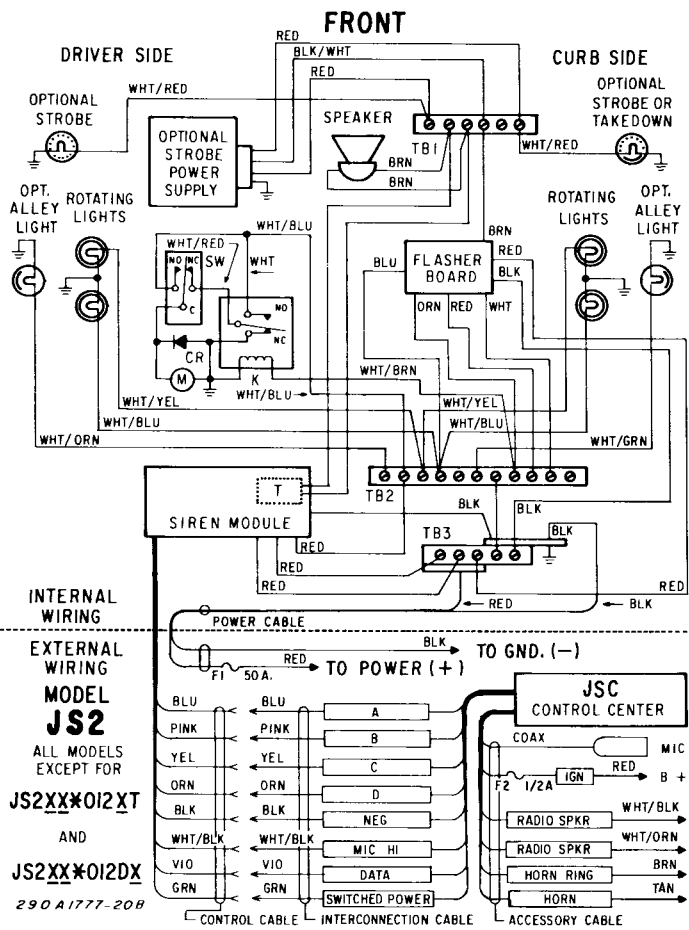 FRONT
DRIVER SIDE
CURB SIDE
RED
BLK/WHT
RED
WHT/RED
OPTIONAL
STROBE
OPTIONAL
STROBE
POWER
SUPPLY
SPEAKER
BRN
BRN
TB1
WHT/RED
OPTIONAL
STROBE OR
TAKEDOWN
OPT.
ALLEY
LIGHT
ROTATING
LIGHTS
WHT/BLU
WHT/RED
NO NC
SW
WHT
C
NO
NC
CR
M
K
BLU
FLASHER
BOARD
BRN
RED
BLK
ORN
RED
WHT
ROTATING
LIGHTS
OPT.
ALLEY
LIGHT
WHT/BRN
WHT/BLU
WHT/YEL
WHT/BLU
WHT/ORN
WHT/YEL
WHT/BLU
WHT/GRN
TB2
T
SIREN MODULE
BLK
BLK
BLK
TB3
RED
RED
RED
RED
RED
BLK
POWER CABLE
INTERNAL
WIRING
EXTERNAL
WIRING
BLK
TO GND. (-)
RED
F1 50 A.
TO POWER (+)
MODEL
JS2
ALL MODELS
EXCEPT FOR
JS2XX*012XT
AND
JS2XX*012DX
290A1777-20B
BLU BLU A
PINK PINK B
YEL YEL C
ORN ORN D
BLK BLK NEG
WHT/BLK WHT/BLK MIC HI
VIO VIO DATA
GRN GRN SWITCHED POWER
CONTROL CABLE
INTERCONNECTION CABLE
ACCESSORY CABLE
JSC
CONTROL CENTER
COAX
MIC
F2 1/2A
IGN
RED
B +
RADIO SPKR
WHT/BLK
RADIO SPKR
WHT/ORN
HORN RING
BRN
HORN
TAN